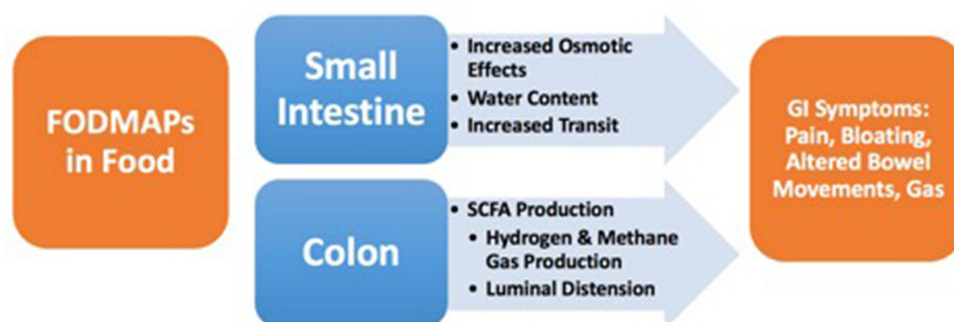 FODMAPs
in Food
Small
Intestine
• Increased Osmotic
Effects
• Water Content
• Increased Transit
Colon
• SCFA Production
• Hydrogen & Methane
Gas Production
• Luminal Distension
GI Symptoms:
Pain, Bloating,
Altered Bowel
Movements, Gas